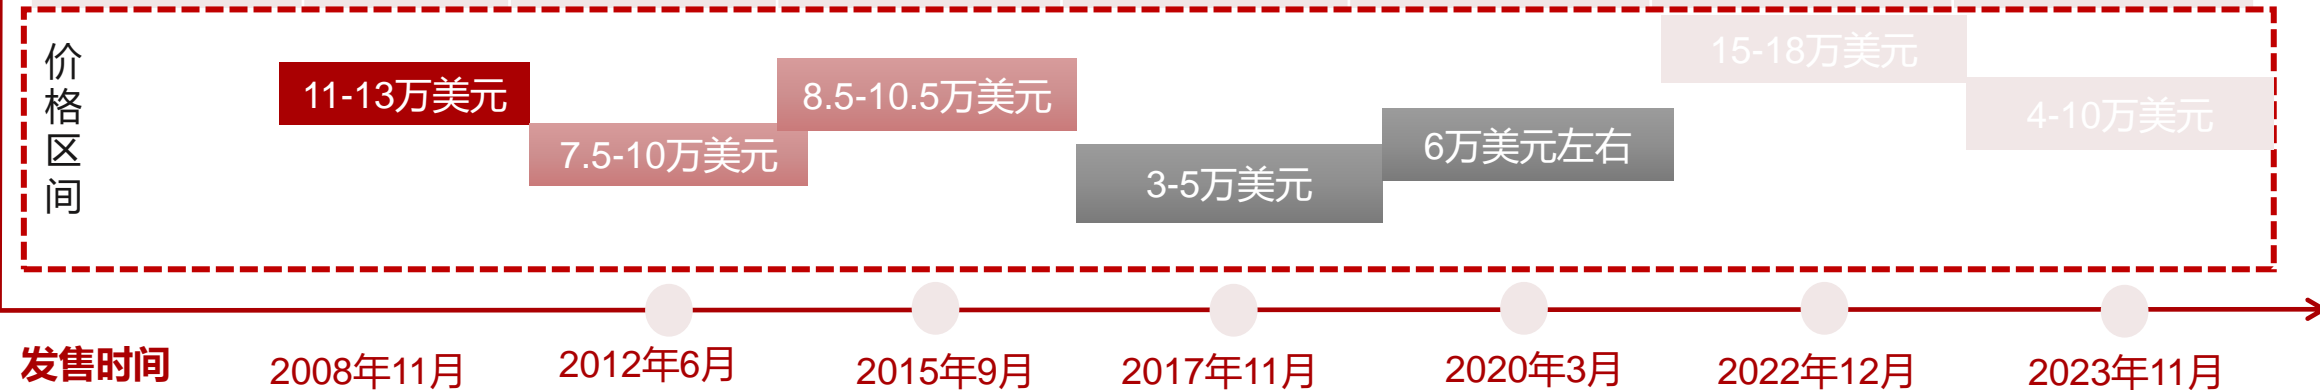 价格区间
11-13万美元
7.5-10万美元
8.5-10.5万美元
3-5万美元
6万美元左右
15-18万美元
4-10万美元
发售时间
2008年11月
2012年6月
2015年9月
2017年11月
2020年3月
2022年12月
2023年11月